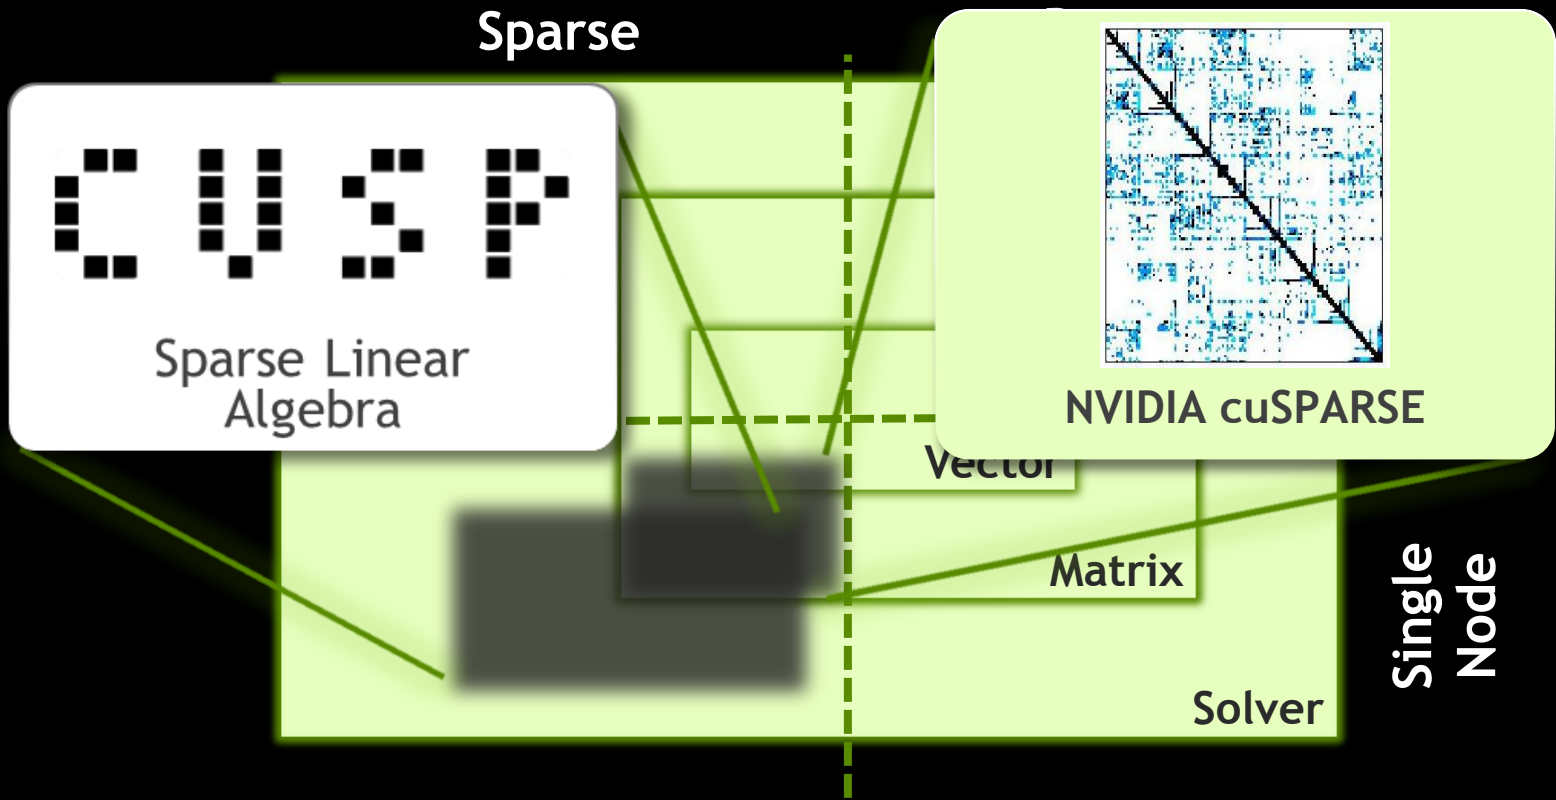 Sparse
CUSP
Sparse Linear
Algebra
NVIDIA cuSPARSE
Vector
Matrix
Solver
Single
Node